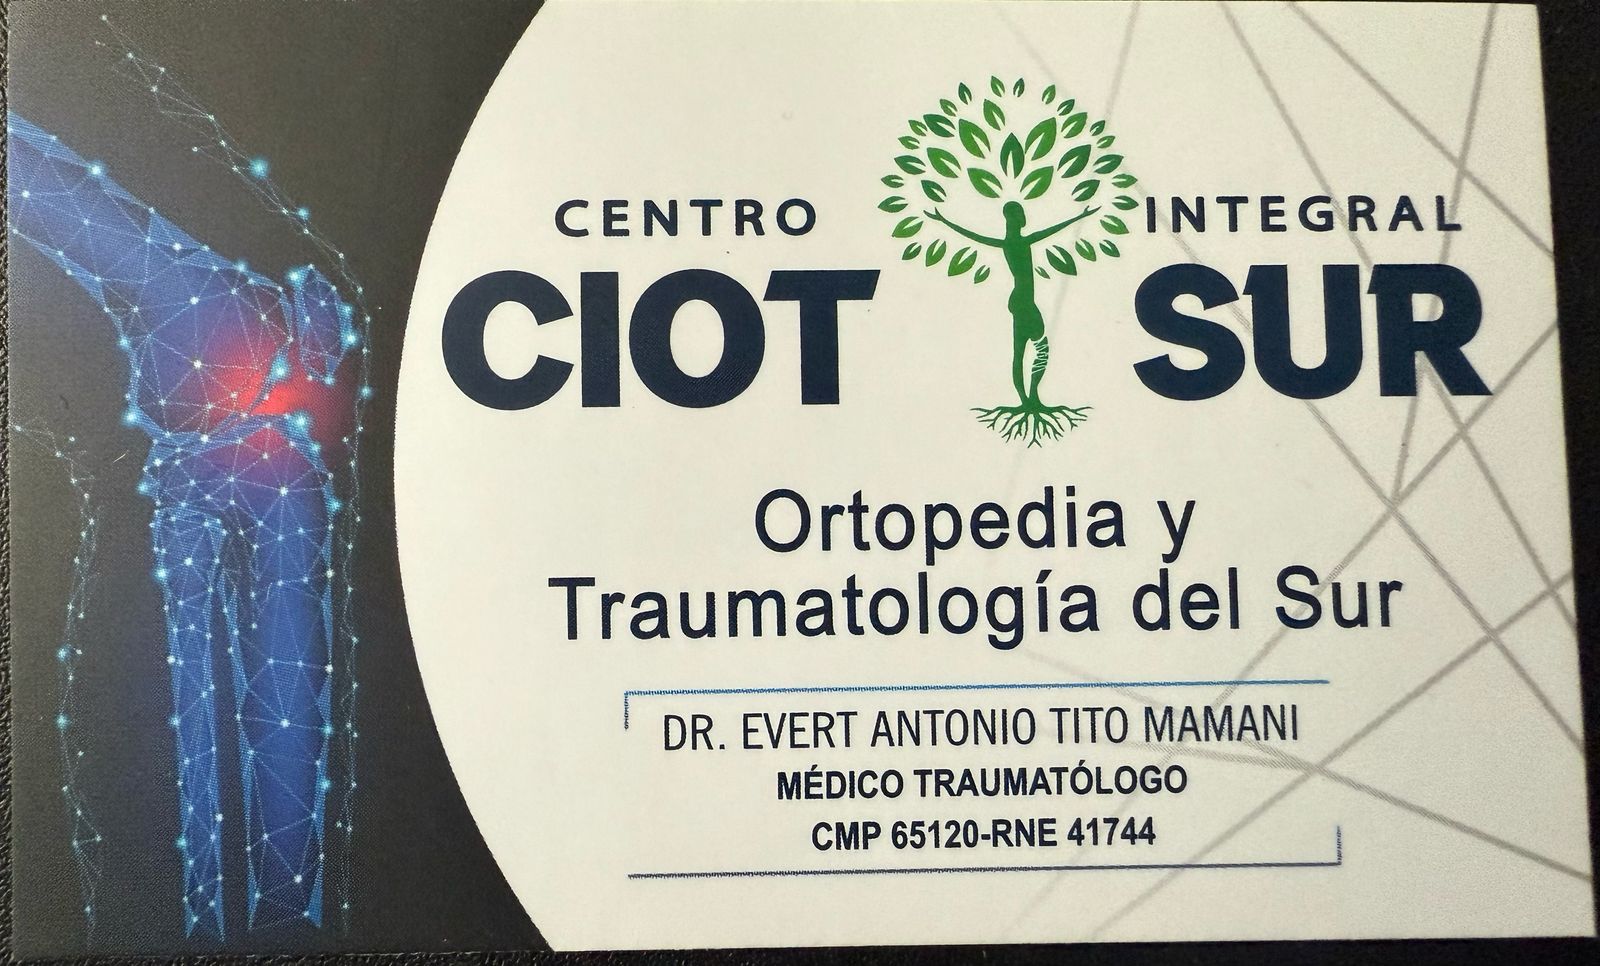 CENTRO INTEGRAL
CIOT SUR
Ortopedia y
Traumatología del Sur
DR. EVERT ANTONIO TITO MAMANI
MÉDICO TRAUMATÓLOGO
CMP 65120-RNE 41744